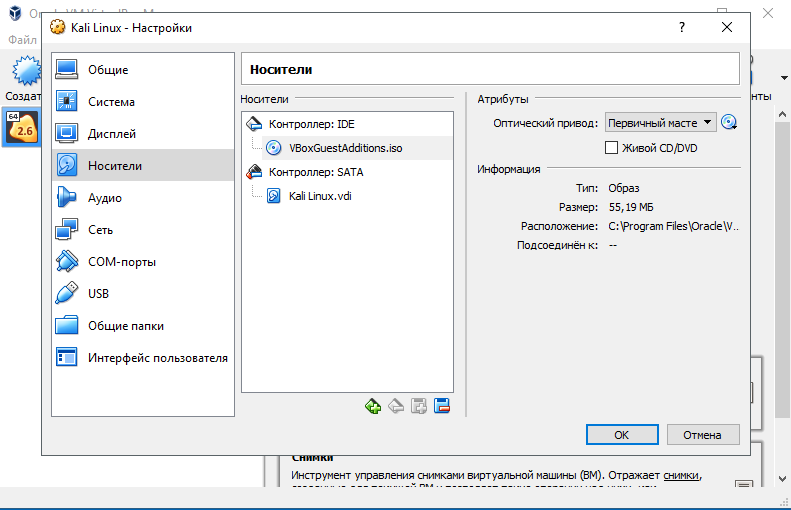 Файл
Создат
64
2.6
Kali Linux - Настройки
?
Общие
Система
Дисплей
Носители
Аудио
Сеть
COM-порты
USB
Общие папки
Интерфейс пользователя
Носители
Носители
Контроллер: IDE
VBoxGuestAdditions.iso
Контроллер: SATA
Kali Linux.vdi
Атрибуты
Оптический привод: Первичный масте
Живой CD/DVD
Информация
Тип: Образ
Размер: 55,19 МБ
Расположение: C:\Program Files\Oracle\V..
Подсоединён к: --
OK
Отмена
нты
Снимки
Инструмент управления снимками виртуальной машины (ВМ). Отражает снимки,